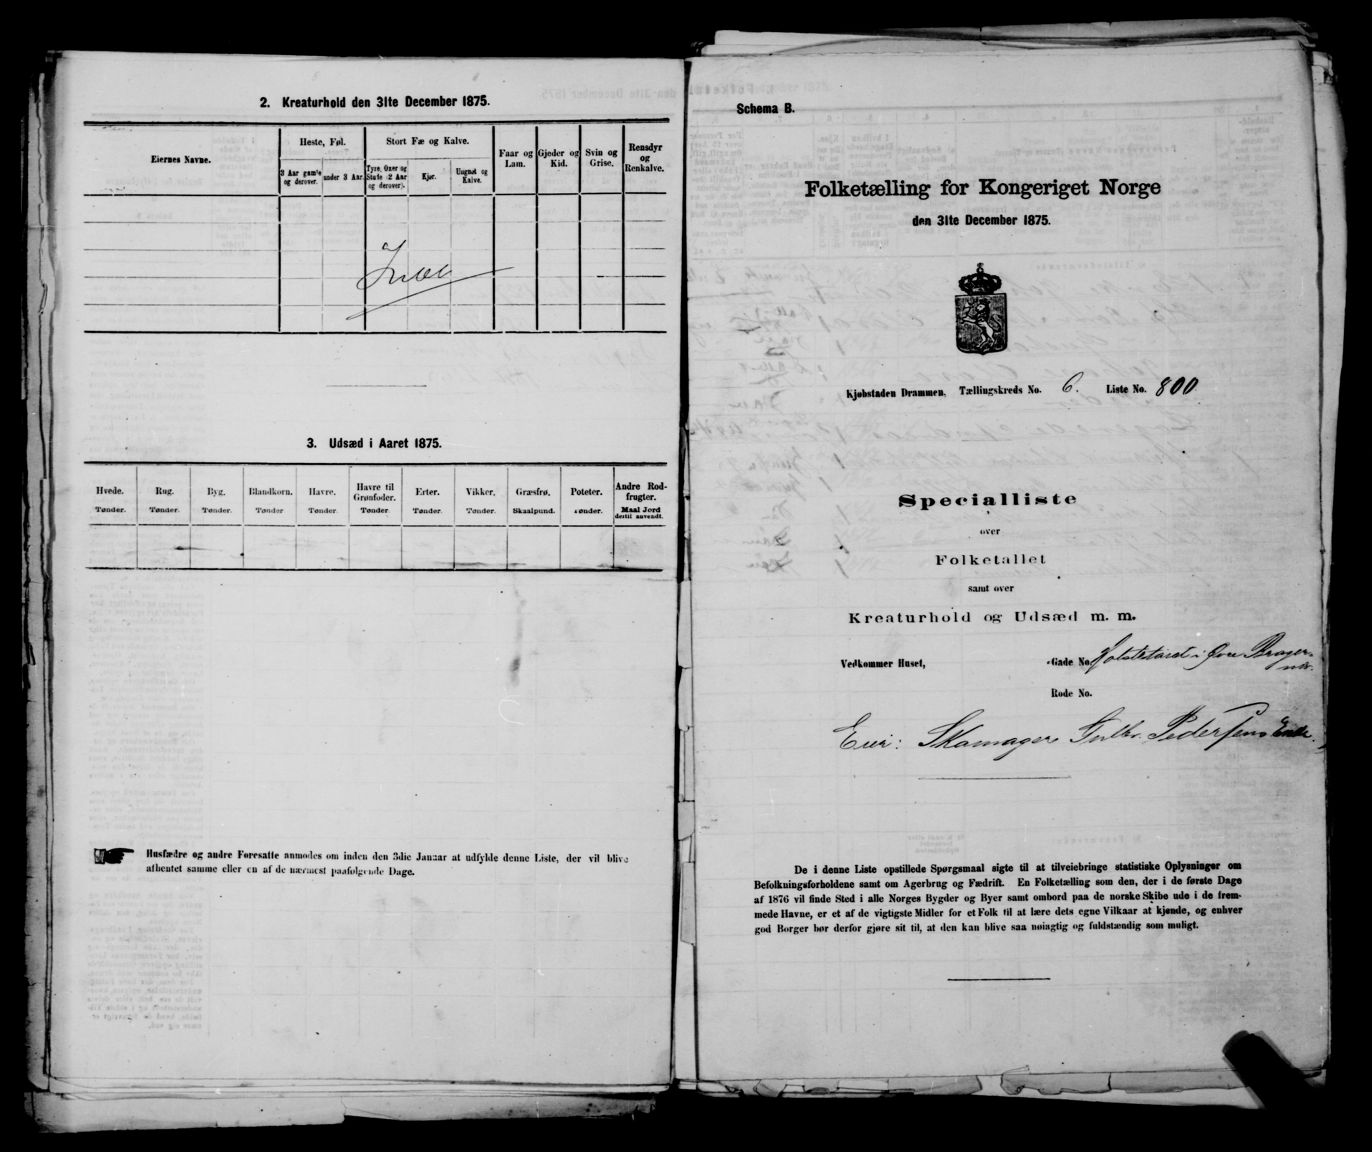 2. Kreaturhold den 31te December 1875.
Eiernes Navne.
Heste, Føl.
Stort Fæ og Kalve.
Faar og Lam.
Gjeder og Kid.
Svin og Grise.
Rensdyr og Renkalve.
3 Aar gamle og derover.
under 3 Aar.
Tyre, Oxer og Stude (2 Aar og derover).
Kjør.
Ungnøt og Kalve.
3. Udsæd i Aaret 1875.
Hvede. Rug. Byg. Blandkorn. Havre. Havre til Grønfoder. Erter. Vikker. Græsfrø. Poteter. Andre Rodfrugter.
Tønder. Tønder. Tønder. Tønder Tønder. Tønder. Tønder. Tønder. Skaalpund. Tønder. Maal Jord dertil anvendt.
Husfædre og andre Foresatte anmodes om inden den 3die Januar at udfylde denne Liste, der vil blive
afhentet samme eller en af de nærmest paafølgende Dage.
Schema B.
Folketælling for Kongeriget Norge
den 31te December 1875.
Kjøbstaden Drammen. Tællingskreds No. 6. Liste No. 800
Specialliste
over
Folketallet
samt over
Kreaturhold og Udsæd m. m.
Vedkommer Huset, Gade No. i Øvre Bragernes.
Rode No.
Eier: Skomager Pedersens Enke.
De i denne Liste opstillede Spørgsmaal sigte til at tilveiebringe statistiske Oplysninger om
Befolkningsforholdene samt om Agerbrug og Fædrift. En Folketælling som den, der i de første Dage
af 1876 vil finde Sted i alle Norges Bygder og Byer samt ombord paa de norske Skibe ude i de frem-
mede Havne, er et af de vigtigste Midler for et Folk til at lære dets egne Vilkaar at kjende, og enhver
god Borger bør derfor gjøre sit til, at den kan blive saa nøiagtig og fuldstændig som muligt.